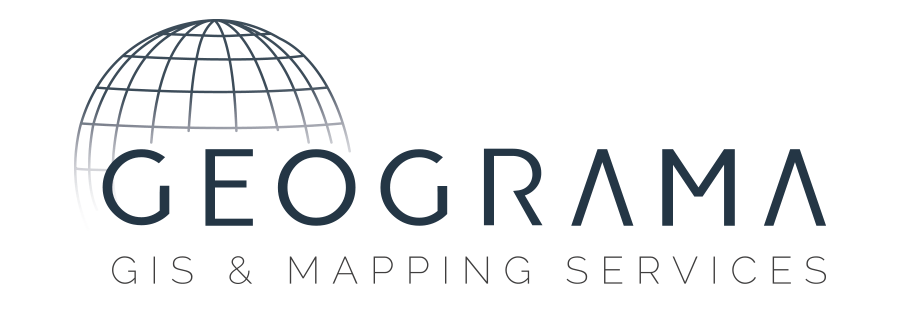 GEOGRAMA
GIS & MAPPING SERVICES